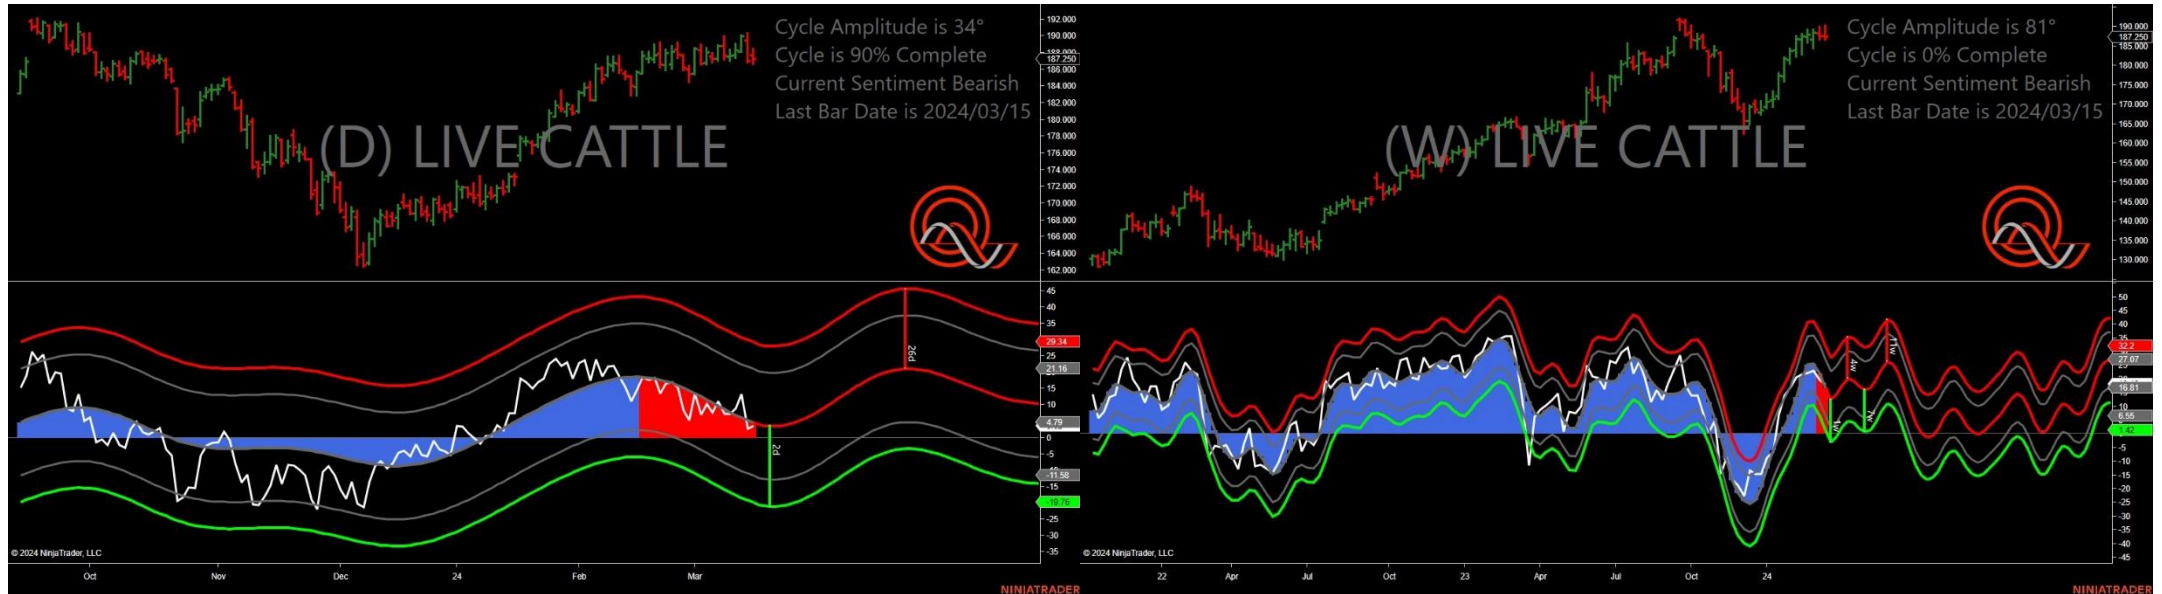 Cycle Amplitude is 34°
Cycle is 90% Complete
Current Sentiment Bearish
Last Bar Date is 2024/03/15
(D) LIVE CATTLE
192.000
190.000
188.000
187.250
186.000
184.000
182.000
180.000
178.000
176.000
174.000
172.000
170.000
168.000
166.000
164.000
162.000
45
40
35
29.34
25
21.16
15
10
4.79
0
-5
-11.58
-15
-19.76
-25
-30
-35
26d
2d
© 2024 NinjaTrader, LLC
Oct
Nov
Dec
24
Feb
Mar
NINJATRADER
Cycle Amplitude is 81°
Cycle is 0% Complete
Current Sentiment Bearish
Last Bar Date is 2024/03/15
(W) LIVE CATTLE
190.000
187.250
185.000
180.000
175.000
170.000
165.000
160.000
155.000
150.000
145.000
140.000
135.000
130.000
50
45
40
32.2
27.07
16.81
10
6.55
1.42
-5
-10
-15
-20
-25
-30
-35
-40
-45
4w
11w
1w
7w
© 2024 NinjaTrader, LLC
22
Apr
Jul
Oct
23
Apr
Jul
Oct
24
NINJATRADER